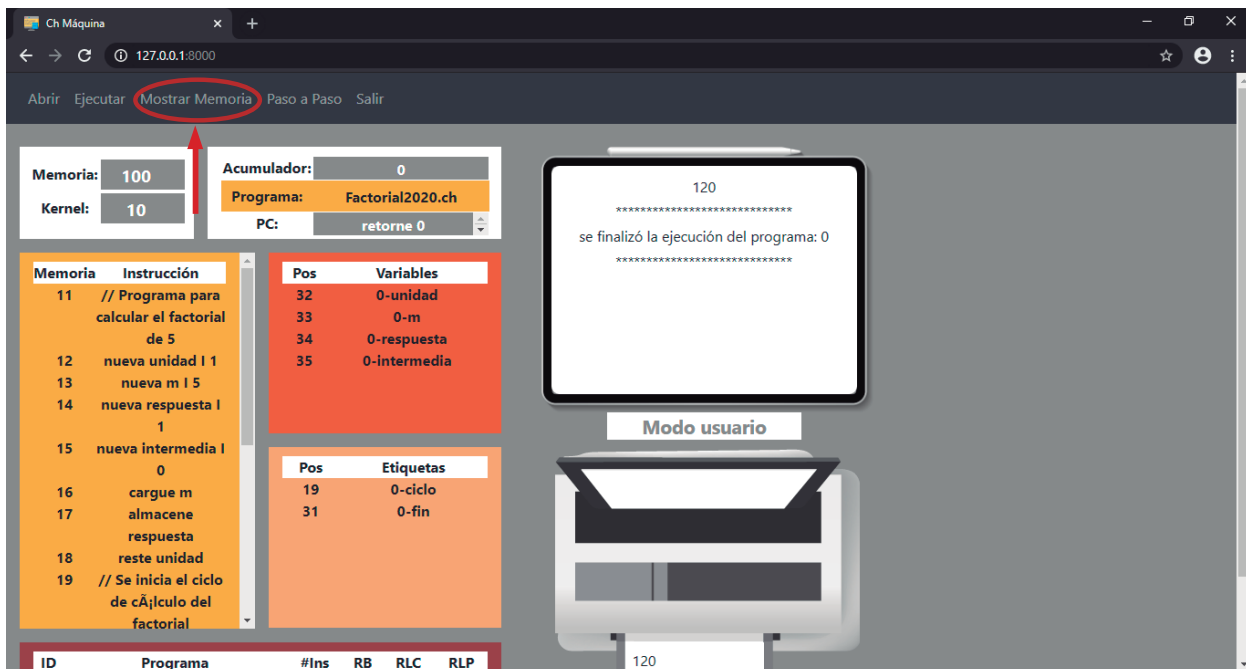 Ch Máquina
127.0.0.1:8000
Abrir Ejecutar Mostrar Memoria Paso a Paso Salir
Memoria: 100
Kernel: 10
Acumulador: 0
Programa: Factorial2020.ch
PC: retorne 0
Memoria Instrucción
11 // Programa para
calcular el factorial
de 5
12 nueva unidad I 1
13 nueva m I 5
14 nueva respuesta I
1
15 nueva intermedia I
0
16 cargue m
17 almacene
respuesta
18 reste unidad
19 // Se inicia el ciclo
de cÃ¡lculo del
factorial
Pos Variables
32 0-unidad
33 0-m
34 0-respuesta
35 0-intermedia
Pos Etiquetas
19 0-ciclo
31 0-fin
120
*****************************
se finalizó la ejecución del programa: 0
*****************************
Modo usuario
120
ID Programa #Ins RB RLC RLP